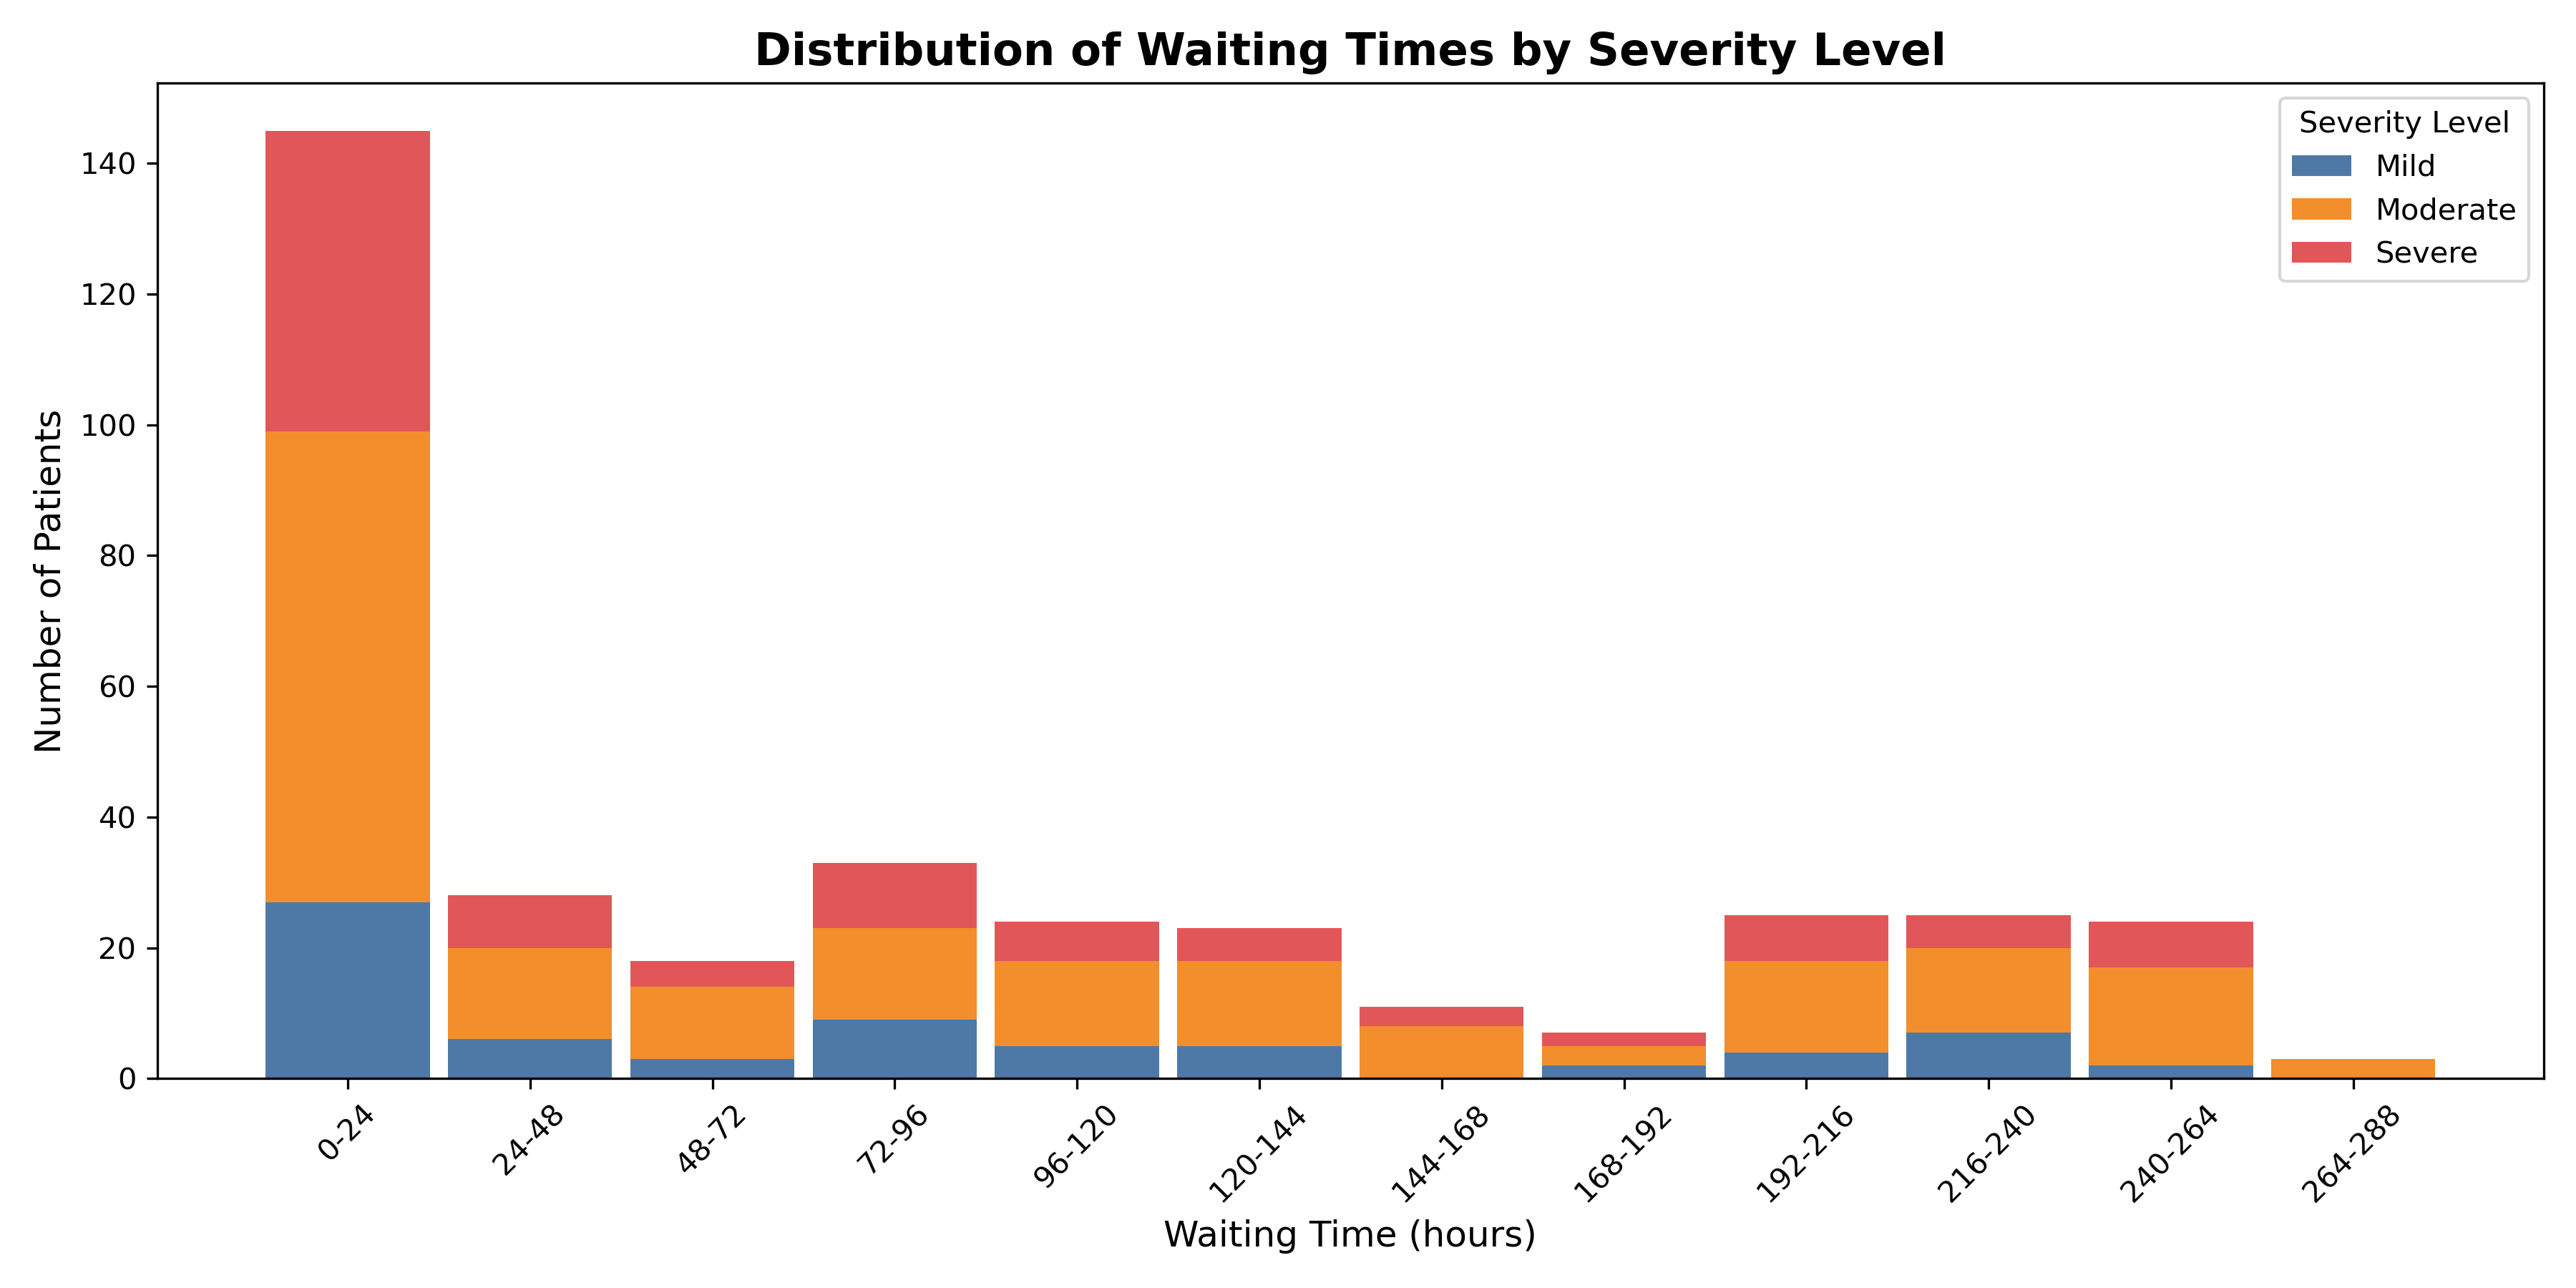 Distribution of Waiting Times by Severity Level
Severity Level
Mild
Moderate
Severe
Number of Patients
140
120
100
80
60
40
20
0
0-24
24-48
48-72
72-96
96-120
120-144
144-168
168-192
192-216
216-240
240-264
264-288
Waiting Time (hours)